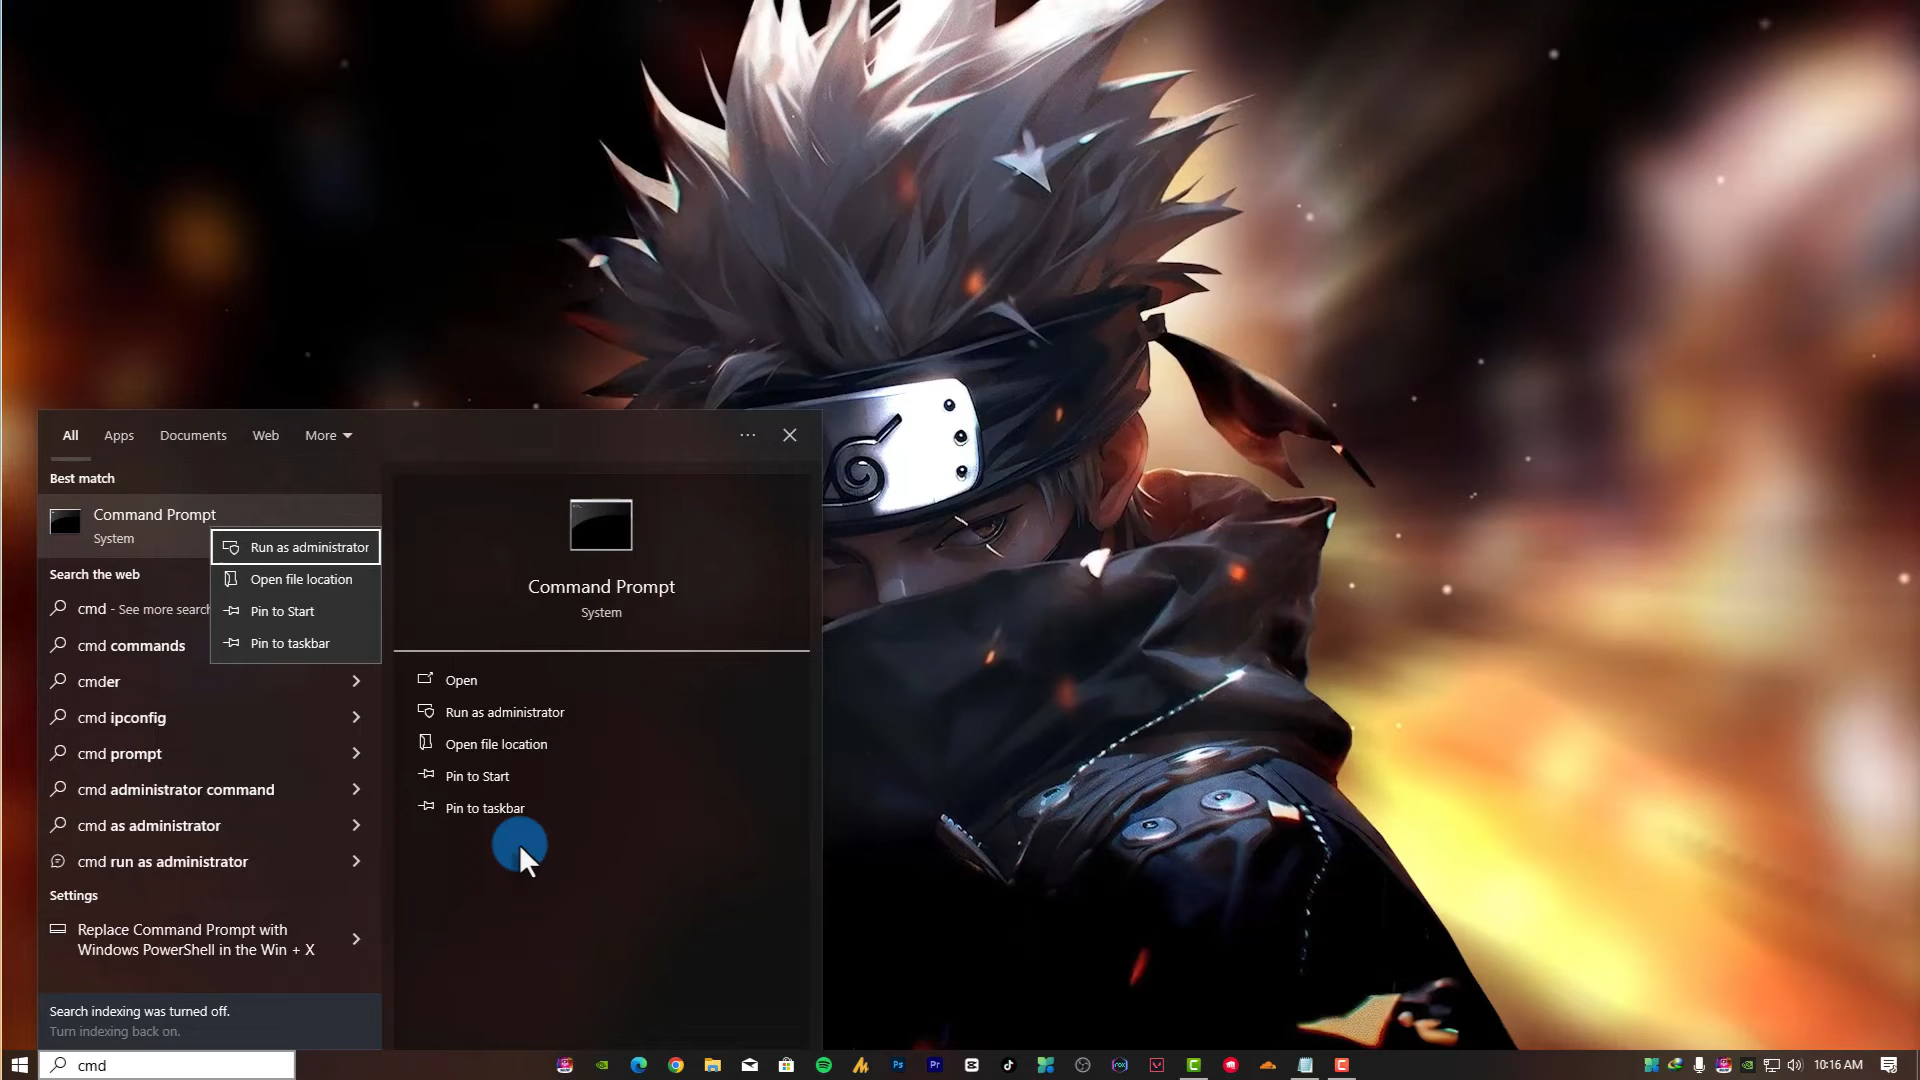 All Apps Documents Web More
Best match
Command Prompt
System
Run as administrator
Open file location
Pin to Start
Pin to taskbar
Search the web
cmd - See more search
cmd commands
cmder
cmd ipconfig
cmd prompt
cmd administrator command
cmd as administrator
cmd run as administrator
Settings
Replace Command Prompt with
Windows PowerShell in the Win + X
Search indexing was turned off.
Turn indexing back on.
Command Prompt
System
Open
Run as administrator
Open file location
Pin to Start
Pin to taskbar
cmd
Ps
Pr
10:16 AM